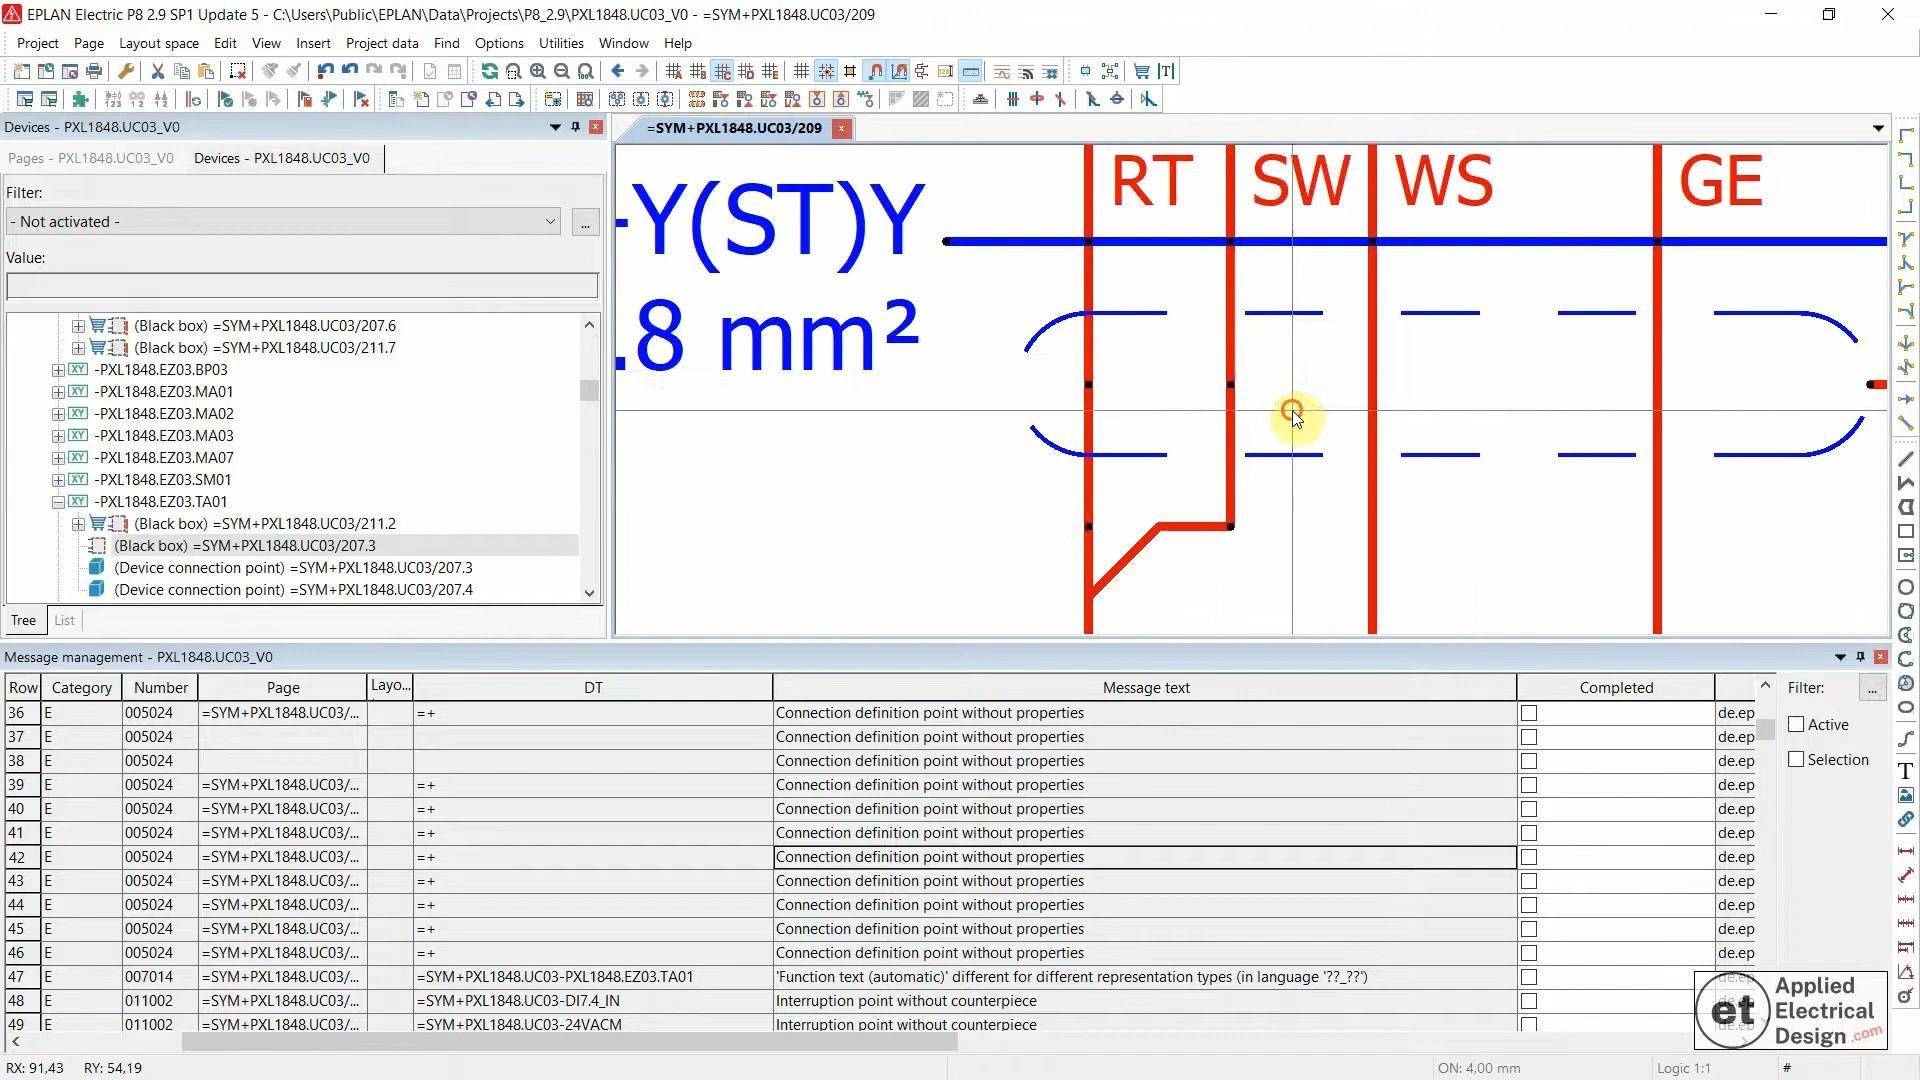 EPLAN Electric P8 2.9 SP1 Update 5 - C:\Users\Public\EPLAN\Data\Projects\P8_2.9\PXL1848.UC03_V0 - =SYM+PXL1848.UC03/209
Project Page Layout space Edit View Insert Project data Find Options Utilities Window Help
Devices - PXL1848.UC03_V0
Pages - PXL1848.UC03_V0 Devices - PXL1848.UC03_V0
Filter:
- Not activated -
...
Value:
(Black box) =SYM+PXL1848.UC03/207.6
(Black box) =SYM+PXL1848.UC03/211.7
-PXL1848.EZ03.BP03
-PXL1848.EZ03.MA01
-PXL1848.EZ03.MA02
-PXL1848.EZ03.MA03
-PXL1848.EZ03.MA07
-PXL1848.EZ03.SM01
-PXL1848.EZ03.TA01
(Black box) =SYM+PXL1848.UC03/211.2
(Black box) =SYM+PXL1848.UC03/207.3
(Device connection point) =SYM+PXL1848.UC03/207.3
(Device connection point) =SYM+PXL1848.UC03/207.4
Tree List
=SYM+PXL1848.UC03/209
RT SW WS GE
-Y(ST)Y
.8 mm²
Message management - PXL1848.UC03_V0
Row Category Number Page Layo... DT Message text Completed
36 E 005024 =SYM+PXL1848.UC03/... =+ Connection definition point without properties de.ep
37 E 005024 Connection definition point without properties de.ep
38 E 005024 Connection definition point without properties de.ep
39 E 005024 =SYM+PXL1848.UC03/... =+ Connection definition point without properties de.ep
40 E 005024 =SYM+PXL1848.UC03/... =+ Connection definition point without properties de.ep
41 E 005024 =SYM+PXL1848.UC03/... =+ Connection definition point without properties de.ep
42 E 005024 =SYM+PXL1848.UC03/... =+ Connection definition point without properties de.ep
43 E 005024 =SYM+PXL1848.UC03/... =+ Connection definition point without properties de.ep
44 E 005024 =SYM+PXL1848.UC03/... =+ Connection definition point without properties de.ep
45 E 005024 =SYM+PXL1848.UC03/... =+ Connection definition point without properties de.ep
46 E 005024 =SYM+PXL1848.UC03/... =+ Connection definition point without properties de.ep
47 E 007014 =SYM+PXL1848.UC03/... =SYM+PXL1848.UC03-PXL1848.EZ03.TA01 'Function text (automatic)' different for different representation types (in language '??_??')
48 E 011002 =SYM+PXL1848.UC03/... =SYM+PXL1848.UC03-DI7.4_IN Interruption point without counterpiece
49 E 011002 =SYM+PXL1848.UC03/... =SYM+PXL1848.UC03-24VACM Interruption point without counterpiece
Filter:
...
Active
Selection
et Applied
Electrical
Design.com
RX: 91,43 RY: 54,19 ON: 4,00 mm Logic 1:1 #